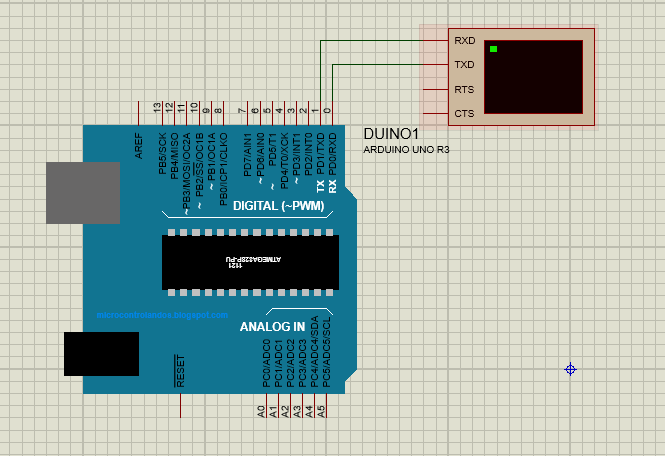 RXD
TXD
RTS
CTS
DUINO1
ARDUINO UNO R3
AREF
13
12
11
10
9
8
7
6
5
4
3
2
1
0
PB5/SCK
PB4/MISO
~PB3/MOSI/OC2A
~ PB2/SS/OC1B
~ PB1/OC1A
PB0/ICP1/CLKO
PD7/AIN1
~ PD6/AIN0
~ PD5/T1
PD4/T0/XCK
~ PD3/INT1
PD2/INT0
TX PD1/TXD
RX PD0/RXD
DIGITAL (~PWM)
ATMEGA328P-PU
1121
microcontrolandos.blogspot.com
ANALOG IN
RESET
PC0/ADC0
PC1/ADC1
PC2/ADC2
PC3/ADC3
PC4/ADC4/SDA
PC5/ADC5/SCL
A0
A1
A2
A3
A4
A5